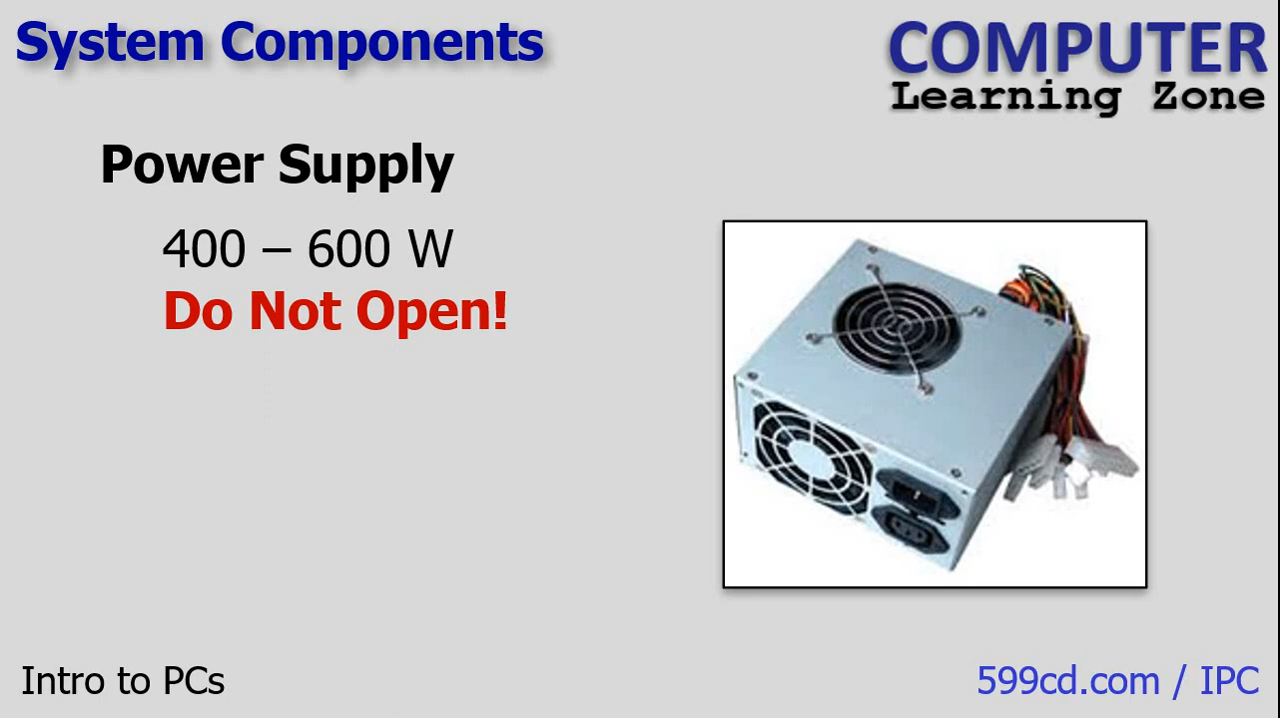 System Components
COMPUTER
Learning Zone
Power Supply
400 – 600 W
Do Not Open!
Intro to PCs
599cd.com / IPC